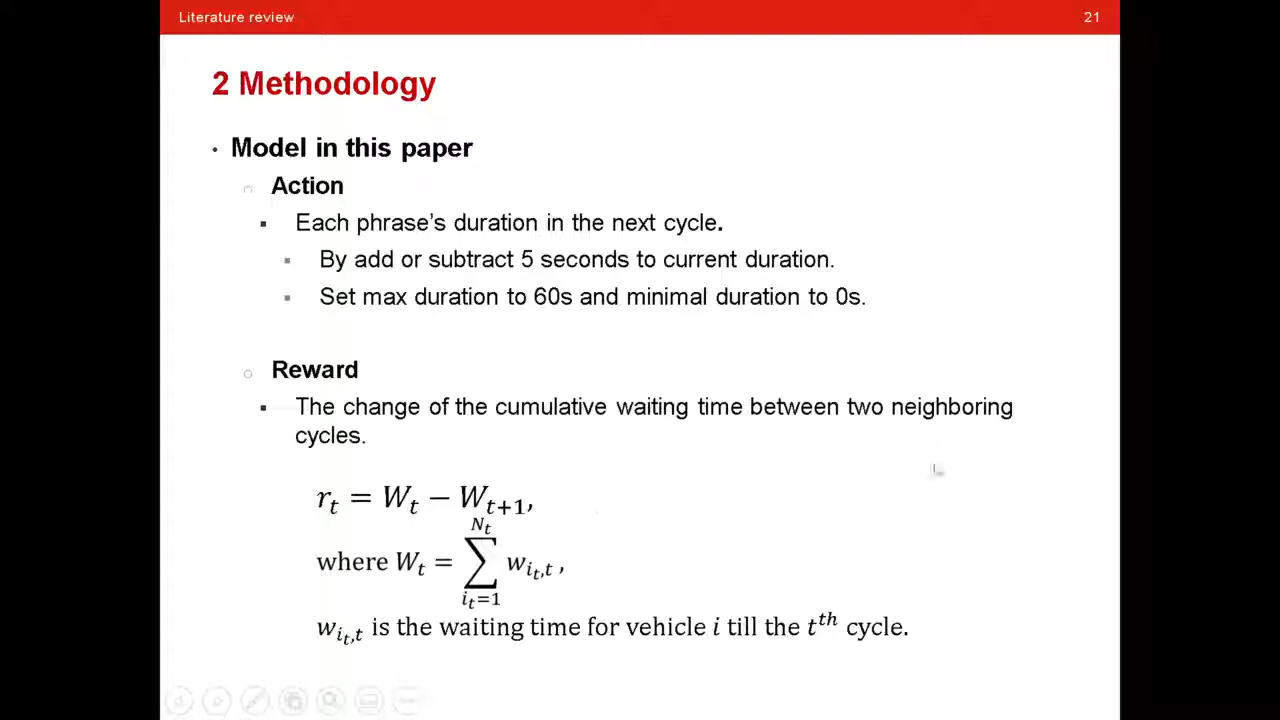 Literature review 21
2 Methodology
• Model in this paper
○ Action
▪ Each phrase's duration in the next cycle.
▪ By add or subtract 5 seconds to current duration.
▪ Set max duration to 60s and minimal duration to 0s.
○ Reward
▪ The change of the cumulative waiting time between two neighboring
cycles.
r_t = W_t − W_{t+1},
where W_t = ∑_{i_t=1}^{N_t} w_{i_t,t},
w_{i_t,t} is the waiting time for vehicle i till the t^{th} cycle.